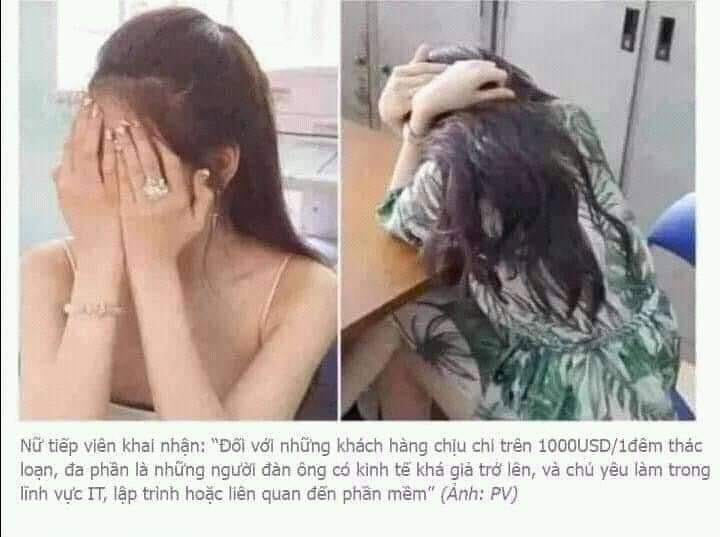 Nữ tiếp viên khai nhận: “Đối với những khách hàng chịu chi trên 1000USD/1đêm thác
loạn, đa phần là những người đàn ông có kinh tế khá giả trở lên, và chủ yếu làm trong
lĩnh vực IT, lập trình hoặc liên quan đến phần mềm” (Ảnh: PV)